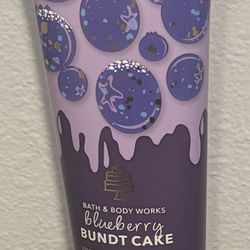 BATH & BODY WORKS
blueberry
BUNDT CAKE